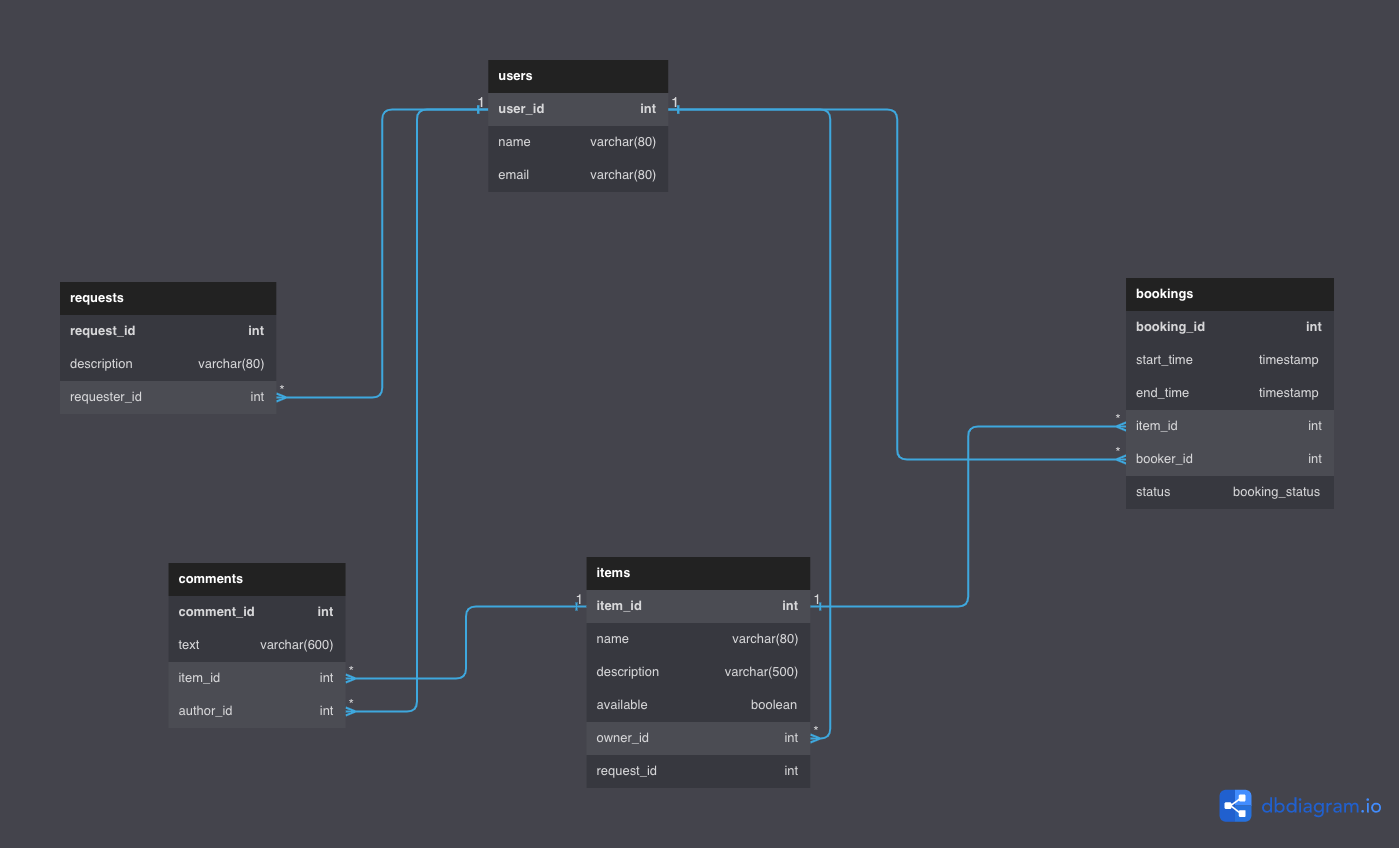 users
1 user_id int 1
name varchar(80)
email varchar(80)
requests
request_id int
description varchar(80)
requester_id int *
bookings
booking_id int
start_time timestamp
end_time timestamp
* item_id int
* booker_id int
status booking_status
comments
comment_id int
text varchar(600)
item_id int *
author_id int *
items
1 item_id int 1
name varchar(80)
description varchar(500)
available boolean
owner_id int *
request_id int
dbdiagram.io